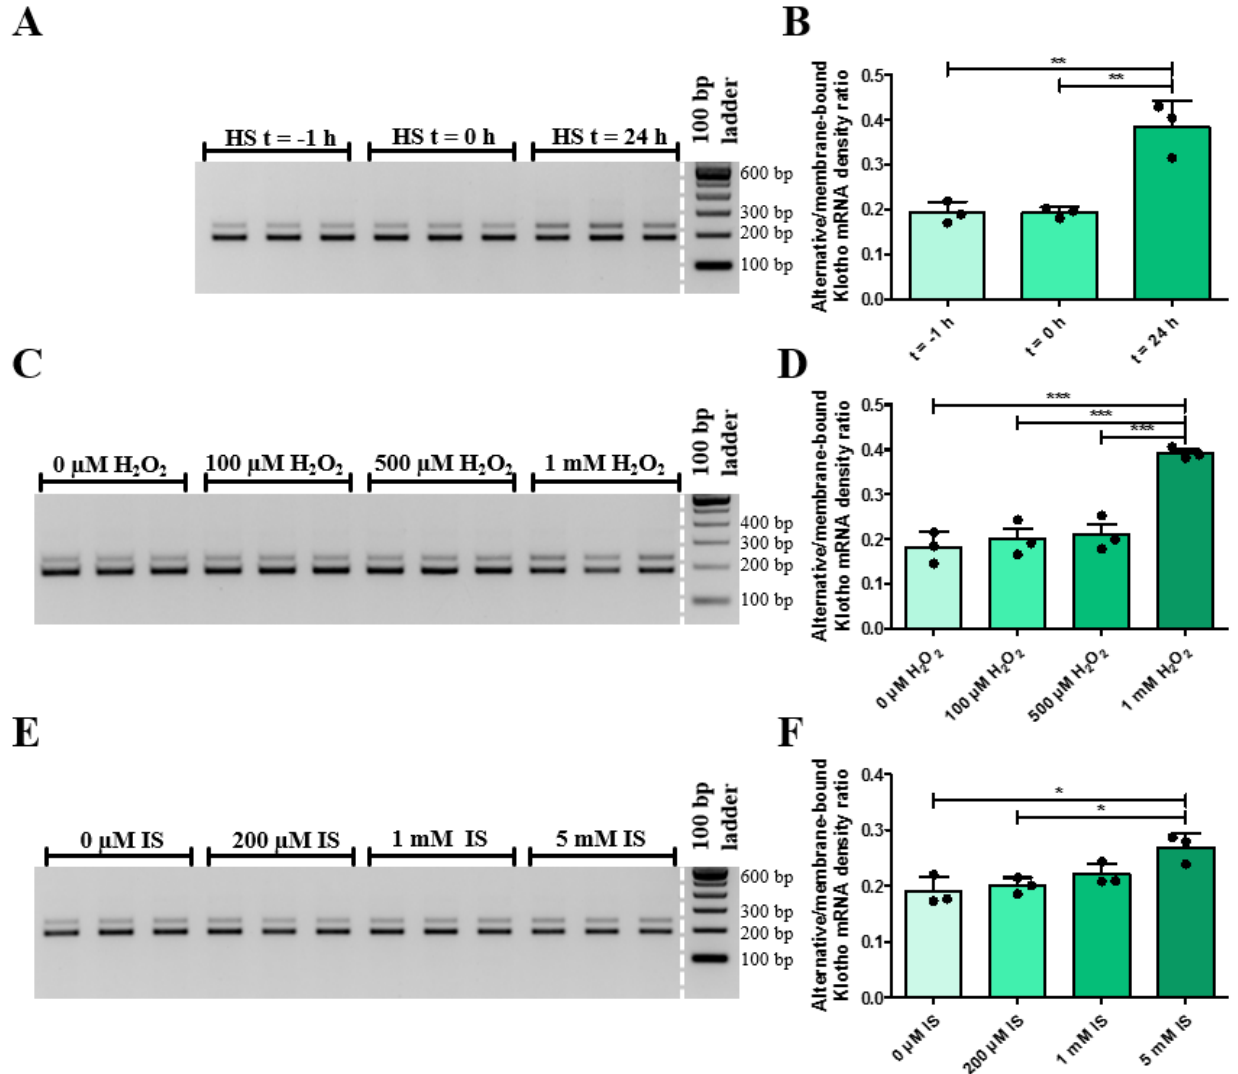 A
HS t = -1 h
HS t = 0 h
HS t = 24 h
100 bp
ladder
600 bp
300 bp
200 bp
100 bp
B
Alternative/membrane-bound
Klotho mRNA density ratio
0.5
0.4
0.3
0.2
0.1
0.0
**
**
t = -1 h
t = 0 h
t = 24 h
C
0 µM H₂O₂
100 µM H₂O₂
500 µM H₂O₂
1 mM H₂O₂
100 bp
ladder
400 bp
300 bp
200 bp
100 bp
D
Alternative/membrane-bound
Klotho mRNA density ratio
0.5
0.4
0.3
0.2
0.1
0.0
***
***
***
0 µM H₂O₂
100 µM H₂O₂
500 µM H₂O₂
1 mM H₂O₂
E
0 µM IS
200 µM IS
1 mM IS
5 mM IS
100 bp
ladder
600 bp
300 bp
200 bp
100 bp
F
Alternative/membrane-bound
Klotho mRNA density ratio
0.4
0.3
0.2
0.1
0.0
*
*
0 µM IS
200 µM IS
1 mM IS
5 mM IS